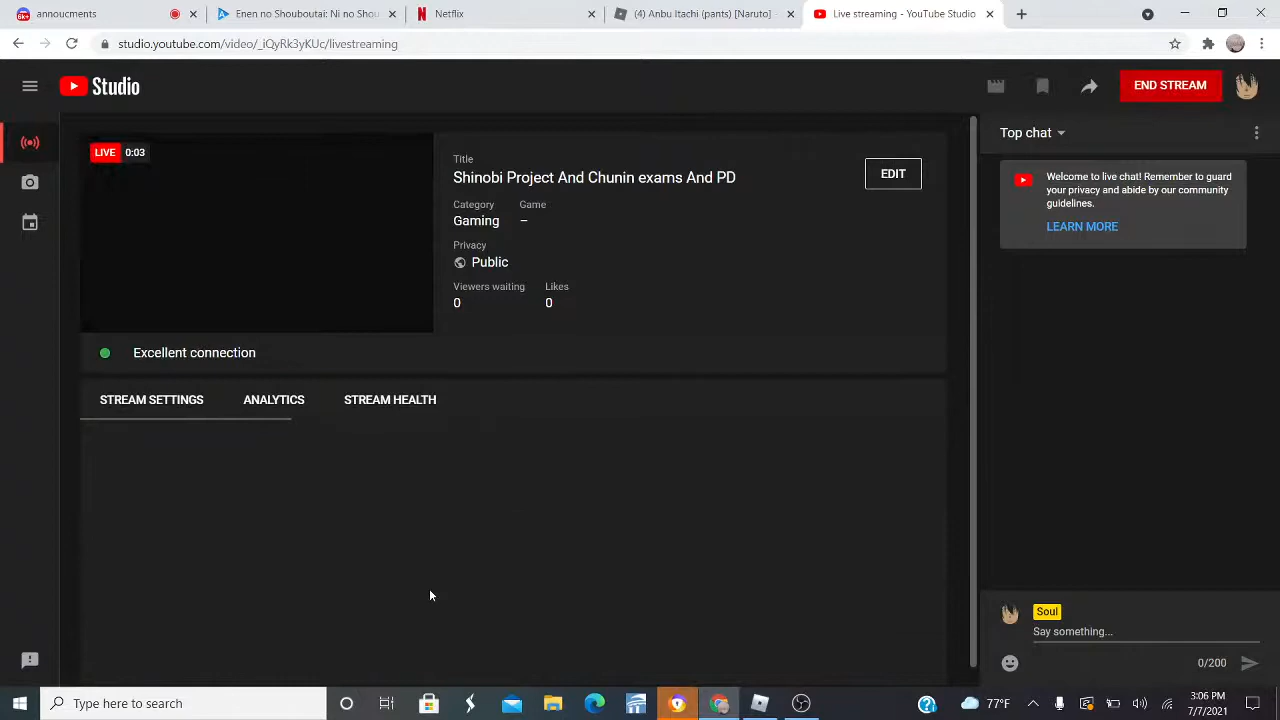 6k+ annoucments
Enen no Shouboutai: Ni no Shou
Netflix
(4) Anbu Itachi (pants) [Naruto]
Live streaming - YouTube Studio
studio.youtube.com/video/_iQyRk3yKUc/livestreaming
Studio
END STREAM
LIVE 0:03
Title
Shinobi Project And Chunin exams And PD
EDIT
Category Game
Gaming –
Privacy
Public
Viewers waiting Likes
0 0
Excellent connection
STREAM SETTINGS ANALYTICS STREAM HEALTH
Top chat
Welcome to live chat! Remember to guard
your privacy and abide by our community
guidelines.
LEARN MORE
Soul
Say something...
0/200
Type here to search
77°F
3:06 PM
7/7/2021